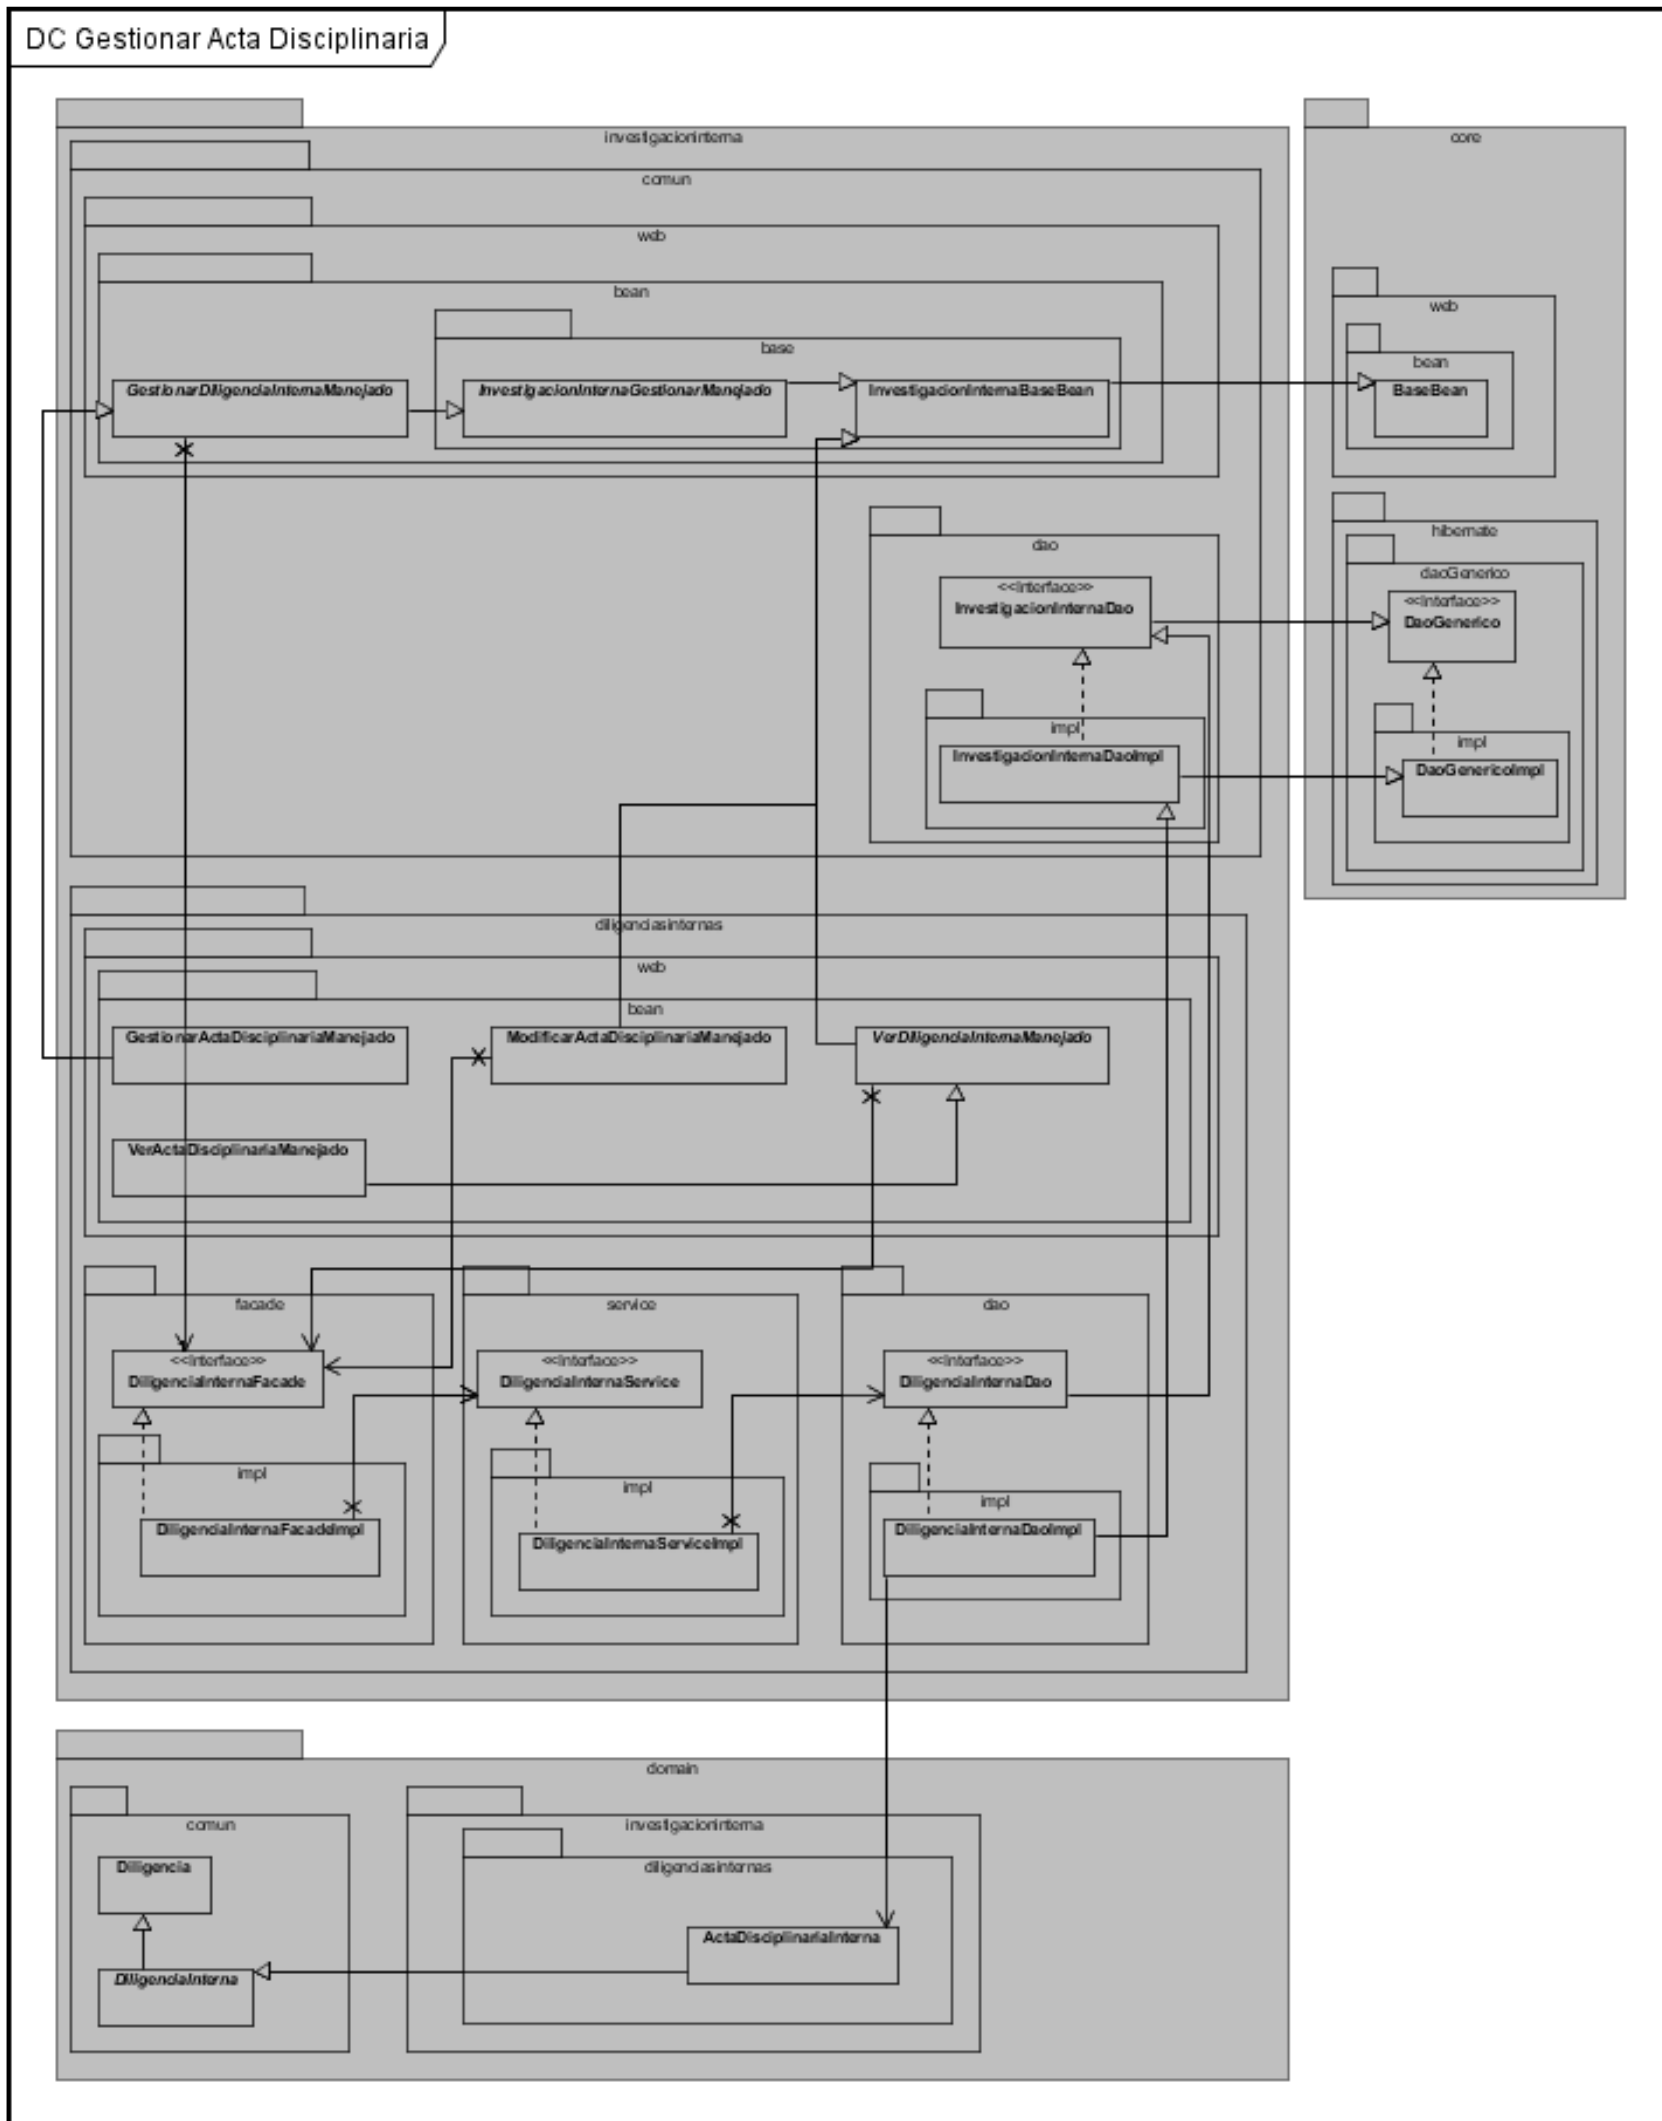 DC Gestionar Acta Disciplinaria
investigacioninterna
core
comun
web
bean
base
GestionarDiligenciaInternaManejado
InvestigacionInternaGestionarManejado
InvestigacionInternaBaseBean
web
bean
BaseBean
dao
<<Interface>>
InvestigacionInternaDao
impl
InvestigacionInternaDaoImpl
hibernate
daoGenerico
<<Interface>>
DaoGenerico
impl
DaoGenericoImpl
diligenciasinternas
web
bean
GestionarActaDisciplinariaManejado
ModificarActaDisciplinariaManejado
VerDiligenciaInternaManejado
VerActaDisciplinariaManejado
facade
<<Interface>>
DiligenciaInternaFacade
impl
DiligenciaInternaFacadeImpl
service
<<Interface>>
DiligenciaInternaService
impl
DiligenciaInternaServiceImpl
dao
<<Interface>>
DiligenciaInternaDao
impl
DiligenciaInternaDaoImpl
domain
comun
Diligencia
DiligenciaInterna
investigacioninterna
diligenciasinternas
ActaDisciplinariaInterna